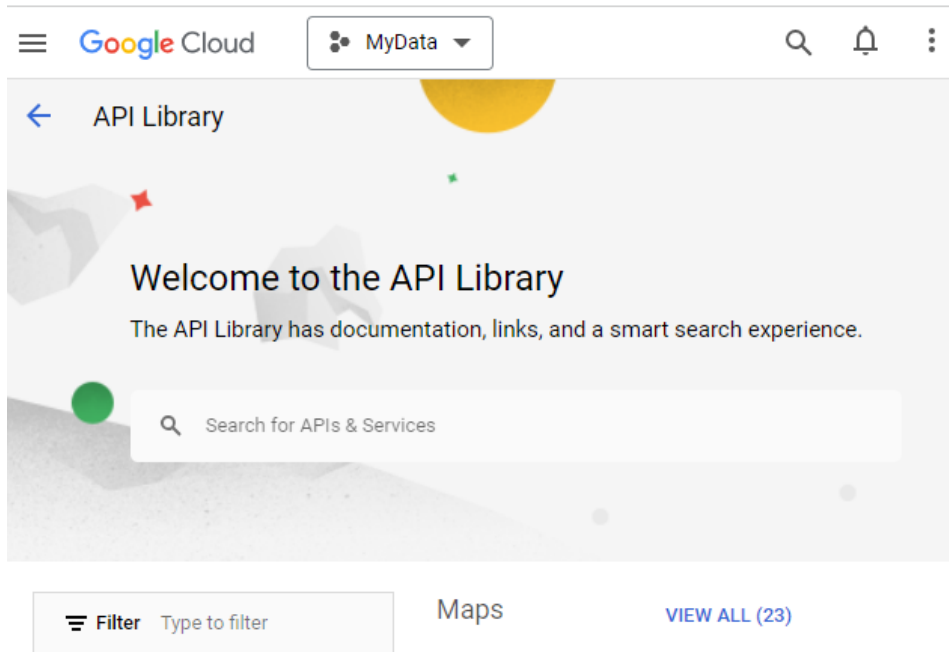 Google Cloud MyData
API Library
Welcome to the API Library
The API Library has documentation, links, and a smart search experience.
Search for APIs & Services
Filter Type to filter
Maps VIEW ALL (23)